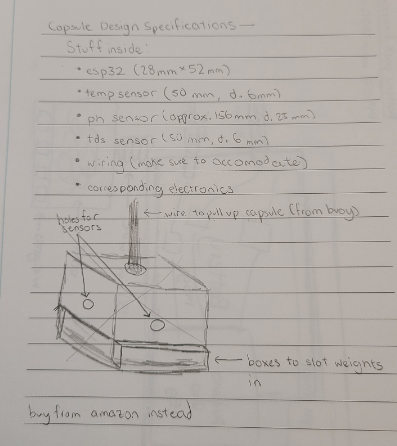 Capsule Design Specifications —
Stuff inside:
• esp32 (28mm × 52mm)
• temp sensor (50 mm, d. 6mm)
• ph sensor (approx. 150mm d. 25 mm)
• tds sensor (50 mm, d. 6 mm)
• wiring (make sure to accomodate)
• corresponding electronics
holes for
sensors
wire to pull up capsule (from buoy)
boxes to slot weights
in
buy from amazon instead